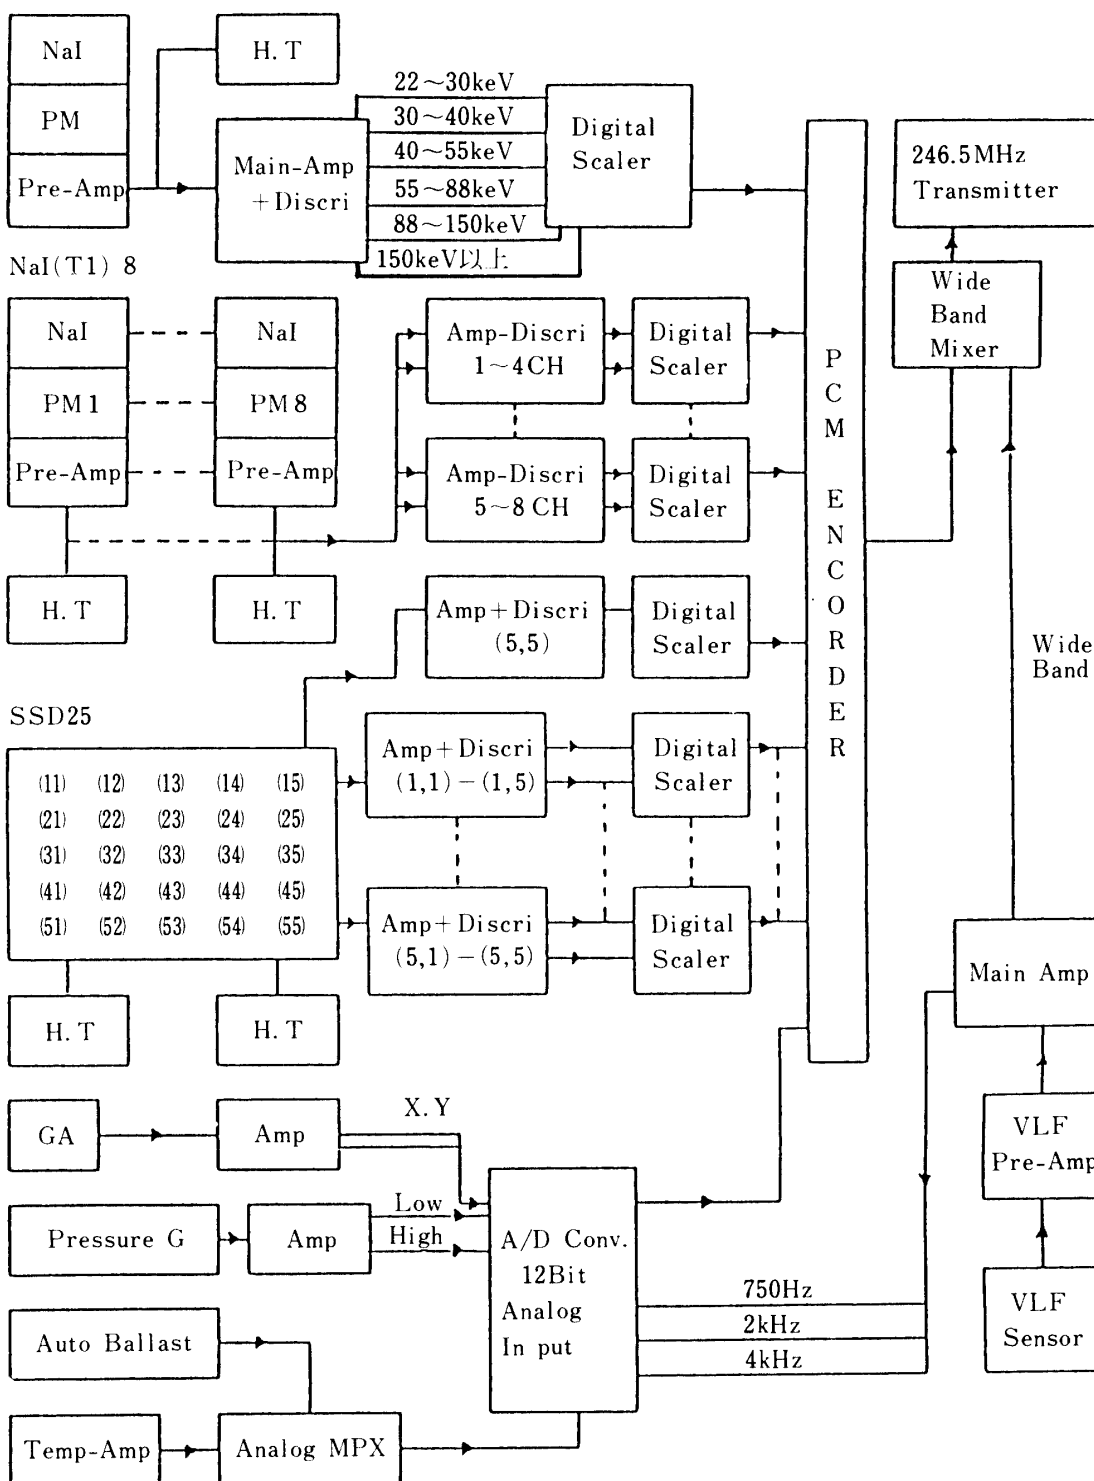 NaI
PM
Pre-Amp
H. T
Main-Amp
+Discri
22~30keV
30~40keV
40~55keV
55~88keV
88~150keV
150keV以上
Digital
Scaler
246.5MHz
Transmitter
Wide
Band
Mixer
NaI(T1) 8
NaI
PM1
Pre-Amp
NaI
PM8
Pre-Amp
H. T
H. T
Amp-Discri
1~4CH
Digital
Scaler
Amp-Discri
5~8CH
Digital
Scaler
Amp+Discri
(5,5)
Digital
Scaler
PCM ENCORDER
Wide
Band
SSD25
(11) (12) (13) (14) (15)
(21) (22) (23) (24) (25)
(31) (32) (33) (34) (35)
(41) (42) (43) (44) (45)
(51) (52) (53) (54) (55)
H. T
H. T
Amp+Discri
(1,1)-(1,5)
Digital
Scaler
Amp+Discri
(5,1)-(5,5)
Digital
Scaler
Main Amp
VLF
Pre-Amp
VLF
Sensor
GA
Amp
X.Y
Pressure G
Amp
Low
High
A/D Conv.
12Bit
Analog
In put
750Hz
2kHz
4kHz
Auto Ballast
Temp-Amp
Analog MPX